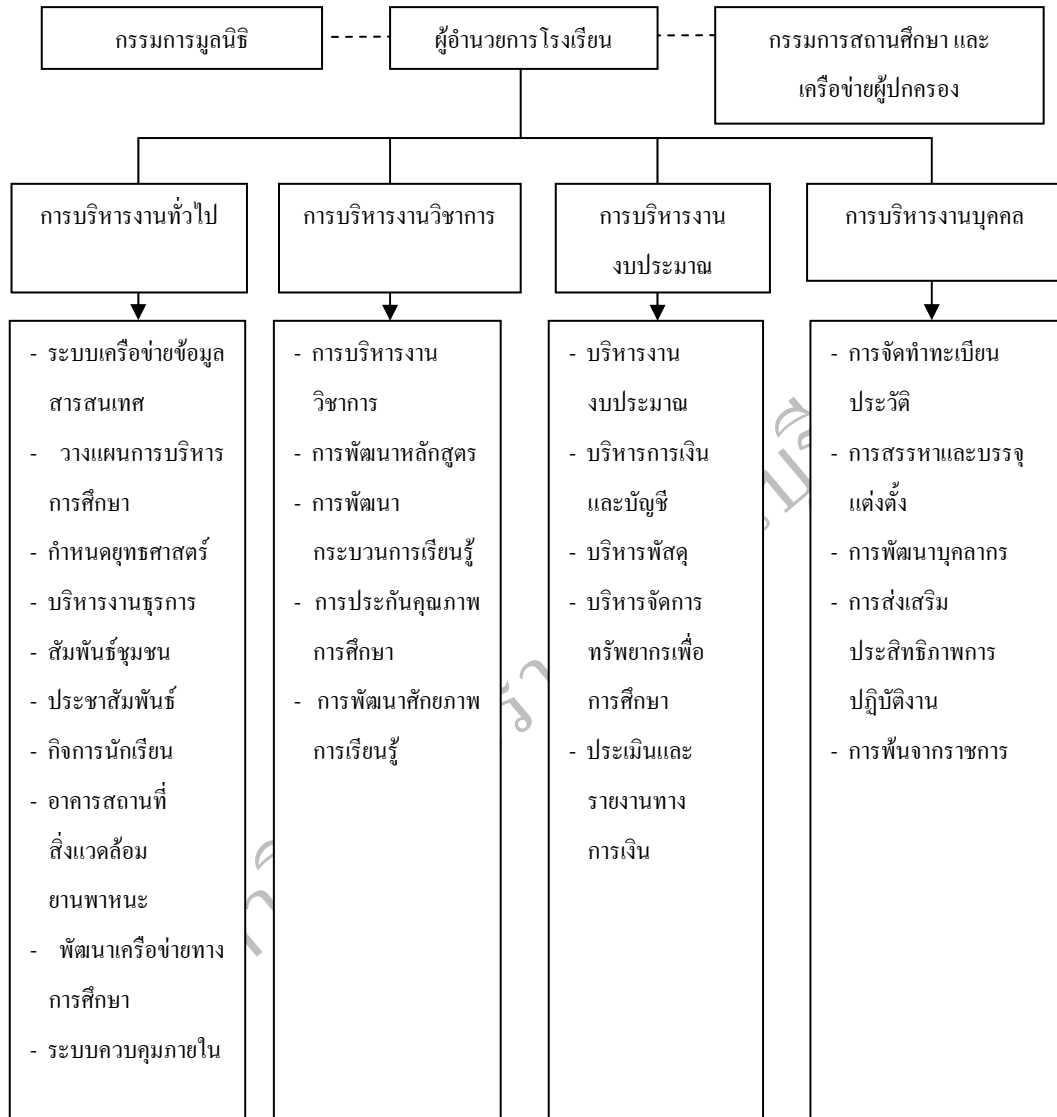 กรรมการมูลนิธิ
ผู้อำนวยการโรงเรียน
กรรมการสถานศึกษา และ
เครือข่ายผู้ปกครอง
การบริหารงานทั่วไป
การบริหารงานวิชาการ
การบริหารงาน
งบประมาณ
การบริหารงานบุคคล
- ระบบเครือข่ายข้อมูล
สารสนเทศ
- วางแผนการบริหาร
การศึกษา
- กำหนดยุทธศาสตร์
- บริหารงานธุรการ
- สัมพันธ์ชุมชน
- ประชาสัมพันธ์
- กิจการนักเรียน
- อาคารสถานที่
สิ่งแวดล้อม
ยานพาหนะ
- พัฒนาเครือข่ายทาง
การศึกษา
- ระบบควบคุมภายใน
- การบริหารงาน
วิชาการ
- การพัฒนาหลักสูตร
- การพัฒนา
กระบวนการเรียนรู้
- การประกันคุณภาพ
การศึกษา
- การพัฒนาศักยภาพ
การเรียนรู้
- บริหารงาน
งบประมาณ
- บริหารการเงิน
และบัญชี
- บริหารพัสดุ
- บริหารจัดการ
ทรัพยากรเพื่อ
การศึกษา
- ประเมินและ
รายงานทาง
การเงิน
- การจัดทำทะเบียน
ประวัติ
- การสรรหาและบรรจุ
แต่งตั้ง
- การพัฒนาบุคลากร
- การส่งเสริม
ประสิทธิภาพการ
ปฏิบัติงาน
- การพ้นจากราชการ